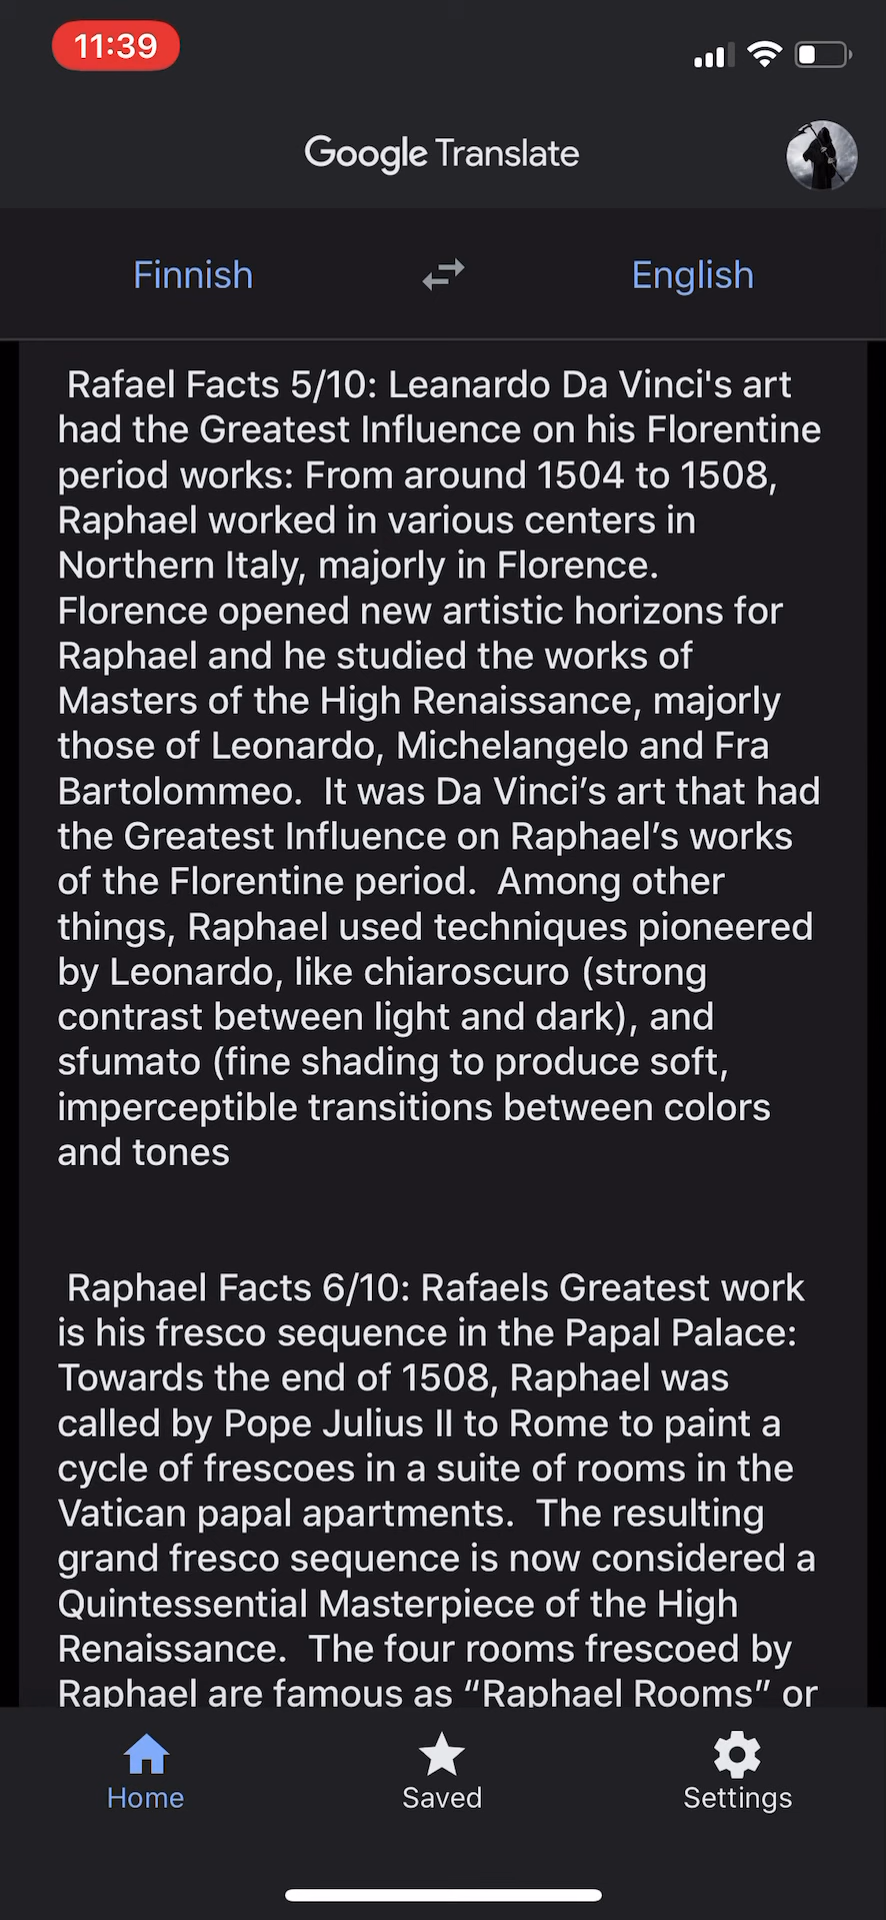 11:39
Google Translate
Finnish
English
Rafael Facts 5/10: Leanardo Da Vinci's art
had the Greatest Influence on his Florentine
period works: From around 1504 to 1508,
Raphael worked in various centers in
Northern Italy, majorly in Florence.
Florence opened new artistic horizons for
Raphael and he studied the works of
Masters of the High Renaissance, majorly
those of Leonardo, Michelangelo and Fra
Bartolommeo.  It was Da Vinci’s art that had
the Greatest Influence on Raphael’s works
of the Florentine period.  Among other
things, Raphael used techniques pioneered
by Leonardo, like chiaroscuro (strong
contrast between light and dark), and
sfumato (fine shading to produce soft,
imperceptible transitions between colors
and tones
Raphael Facts 6/10: Rafaels Greatest work
is his fresco sequence in the Papal Palace:
Towards the end of 1508, Raphael was
called by Pope Julius II to Rome to paint a
cycle of frescoes in a suite of rooms in the
Vatican papal apartments.  The resulting
grand fresco sequence is now considered a
Quintessential Masterpiece of the High
Renaissance.  The four rooms frescoed by
Raphael are famous as “Raphael Rooms” or
Home
Saved
Settings